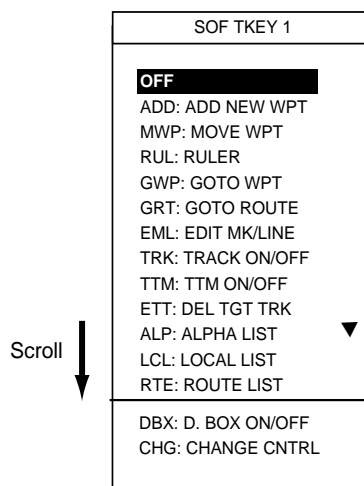 SOF TKEY 1
OFF
ADD: ADD NEW WPT
MWP: MOVE WPT
RUL: RULER
GWP: GOTO WPT
GRT: GOTO ROUTE
EML: EDIT MK/LINE
TRK: TRACK ON/OFF
TTM: TTM ON/OFF
ETT: DEL TGT TRK
ALP: ALPHA LIST
LCL: LOCAL LIST
RTE: ROUTE LIST
Scroll
DBX: D. BOX ON/OFF
CHG: CHANGE CNTRL